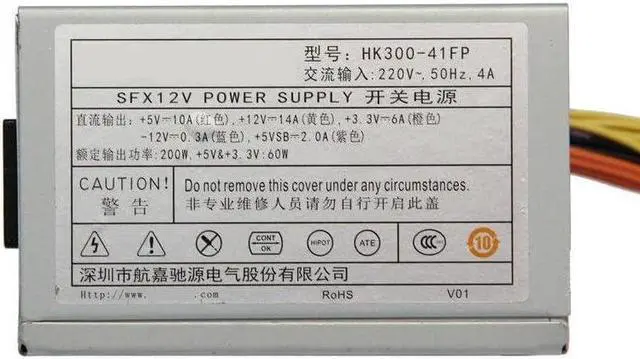 型号: HK300-41FP
交流输入:220V~, 50Hz, 4A
SFX12V POWER SUPPLY 开关电源
直流输出: +5V⎓10A(红色), +12V⎓14A(黄色), +3.3V⎓6A(橙色)
-12V⎓0.3A(蓝色), +5VSB⎓2.0A(紫色)
额定输出功率: 200W, +5V&+3.3V:60W
CAUTION!
警告
Do not remove this cover under any circumstances.
非专业维修人员请勿自行开启此盖
CONT OK HiPOT ATE CCC 10
深圳市航嘉驰源电气股份有限公司
Http://www. .com RoHS V01